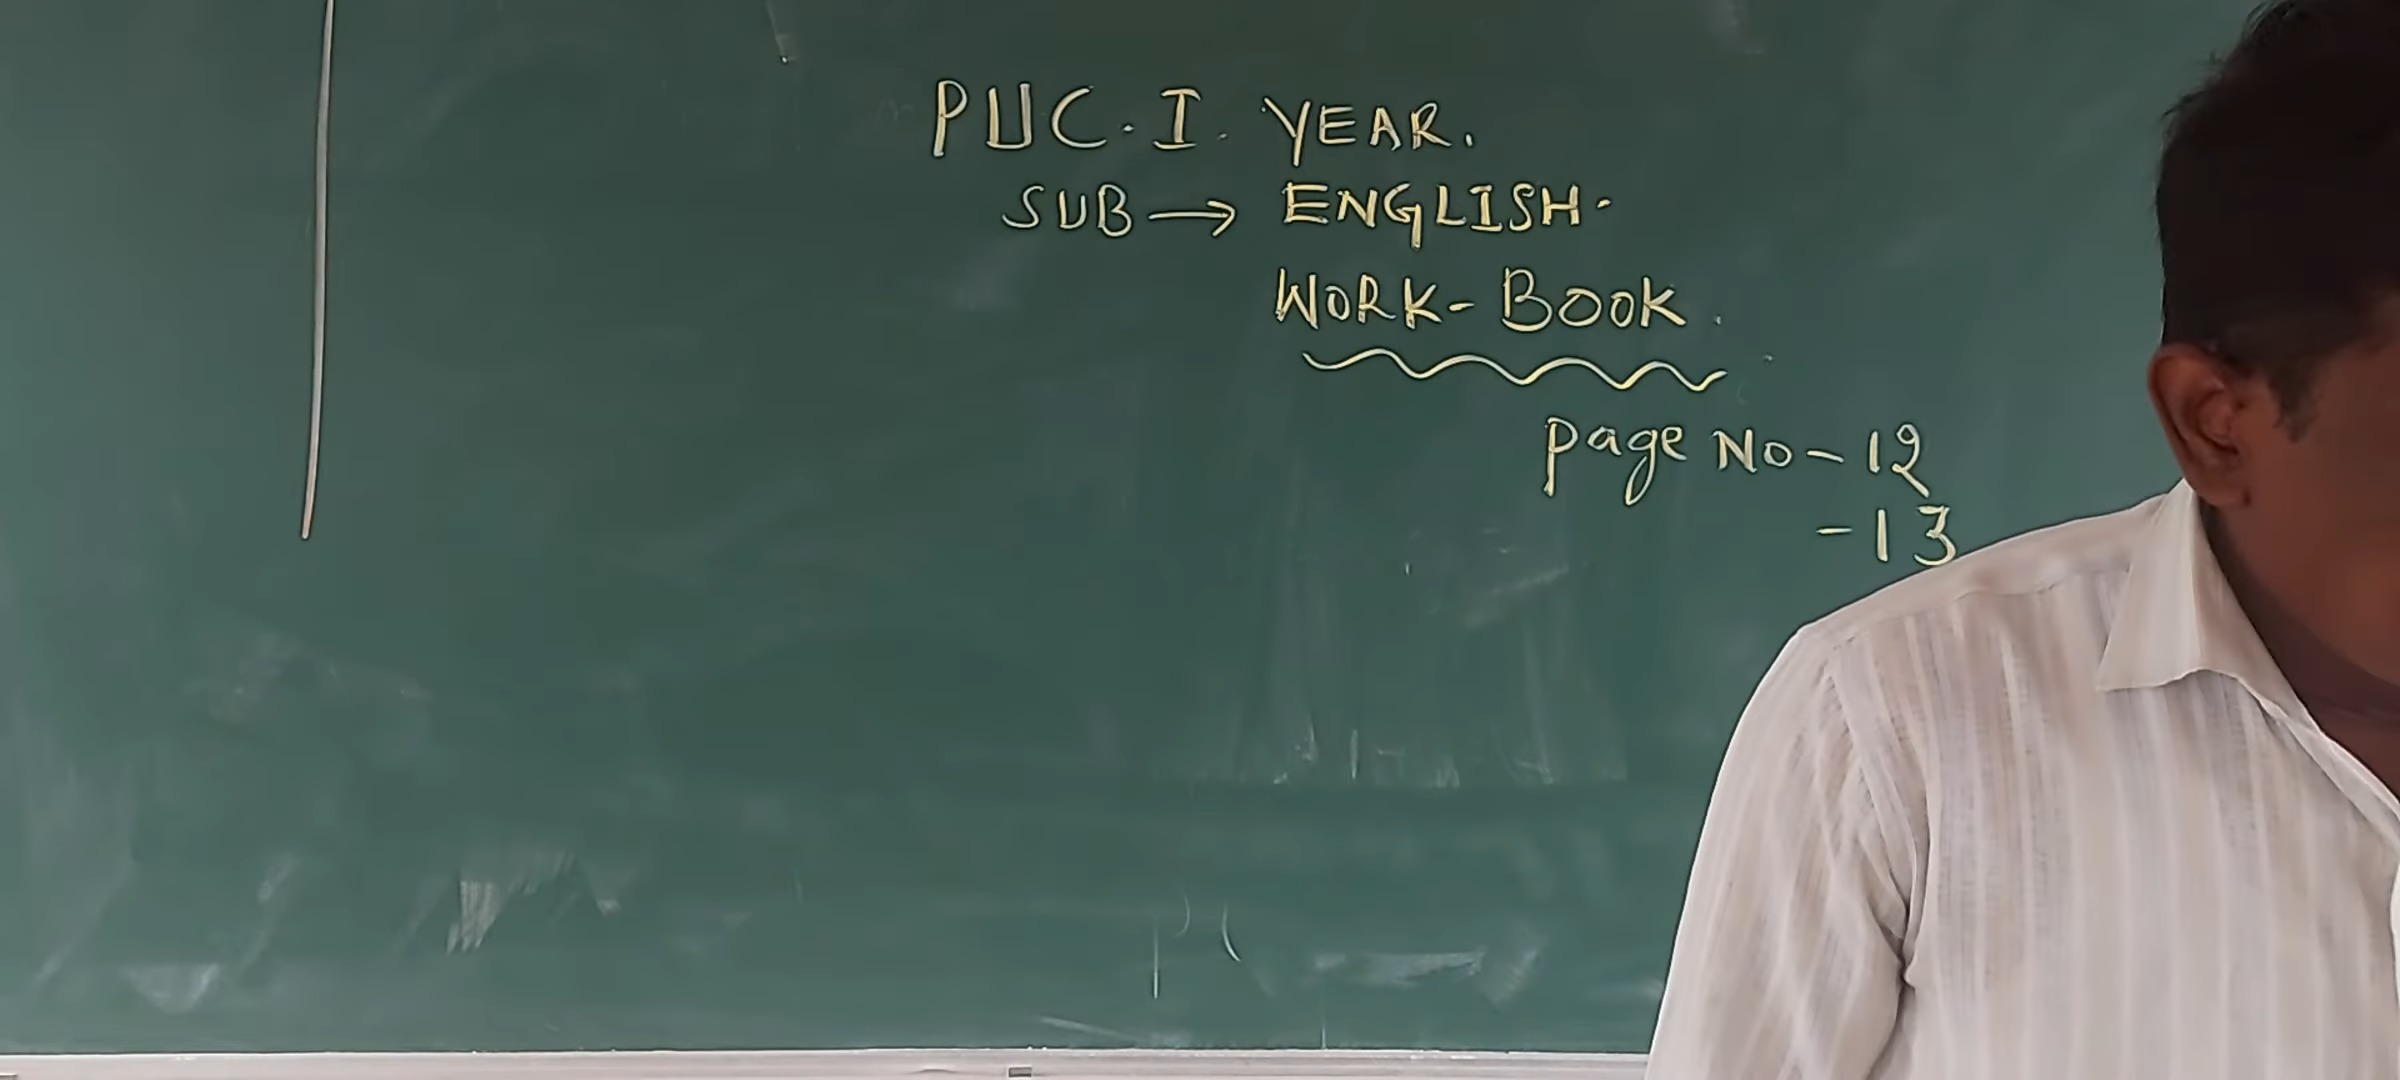 PUC. I. YEAR.
SUB → ENGLISH.
WORK-BOOK.
page No - 12
- 13